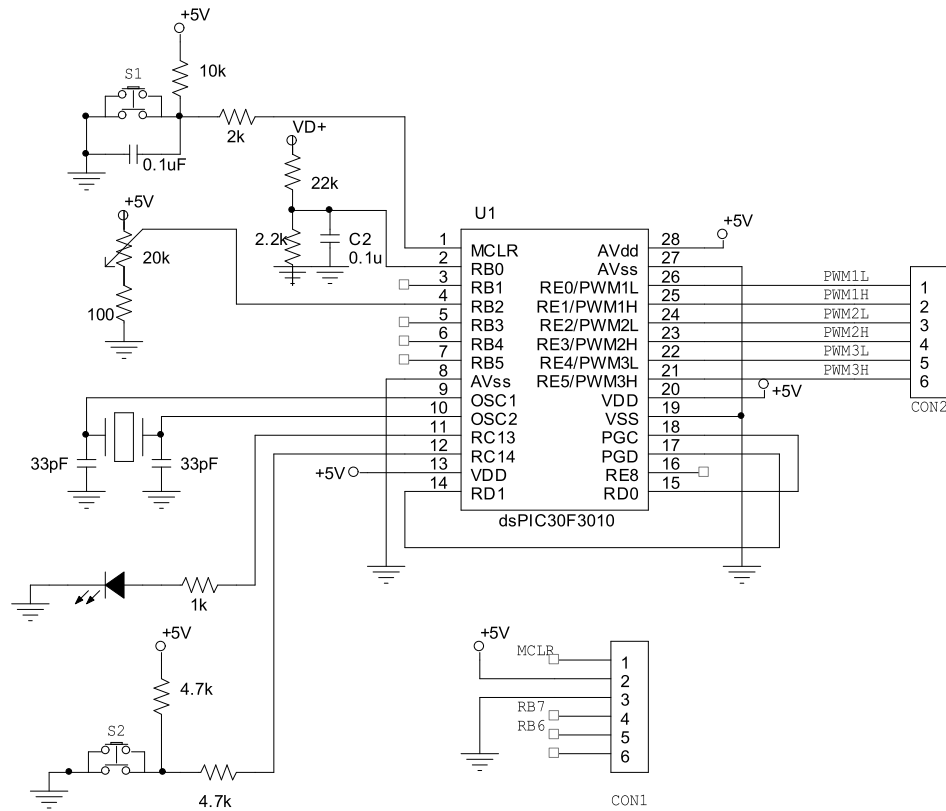 +5V
S1
10k
2k
0.1uF
VD+
22k
2.2k
C2
0.1u
+5V
20k
100
U1
1 MCLR
2 RB0
3 RB1
4 RB2
5 RB3
6 RB4
7 RB5
8 AVss
9 OSC1
10 OSC2
11 RC13
12 RC14
13 VDD
14 RD1
AVdd 28
AVss 27
RE0/PWM1L 26
RE1/PWM1H 25
RE2/PWM2L 24
RE3/PWM2H 23
RE4/PWM3L 22
RE5/PWM3H 21
VDD 20
VSS 19
PGC 18
PGD 17
RE8 16
RD0 15
dsPIC30F3010
+5V
+5V
+5V
PWM1L 1
PWM1H 2
PWM2L 3
PWM2H 4
PWM3L 5
PWM3H 6
CON2
33pF
33pF
1k
+5V
4.7k
S2
4.7k
+5V
MCLR 1
2
3
RB7 4
RB6 5
6
CON1